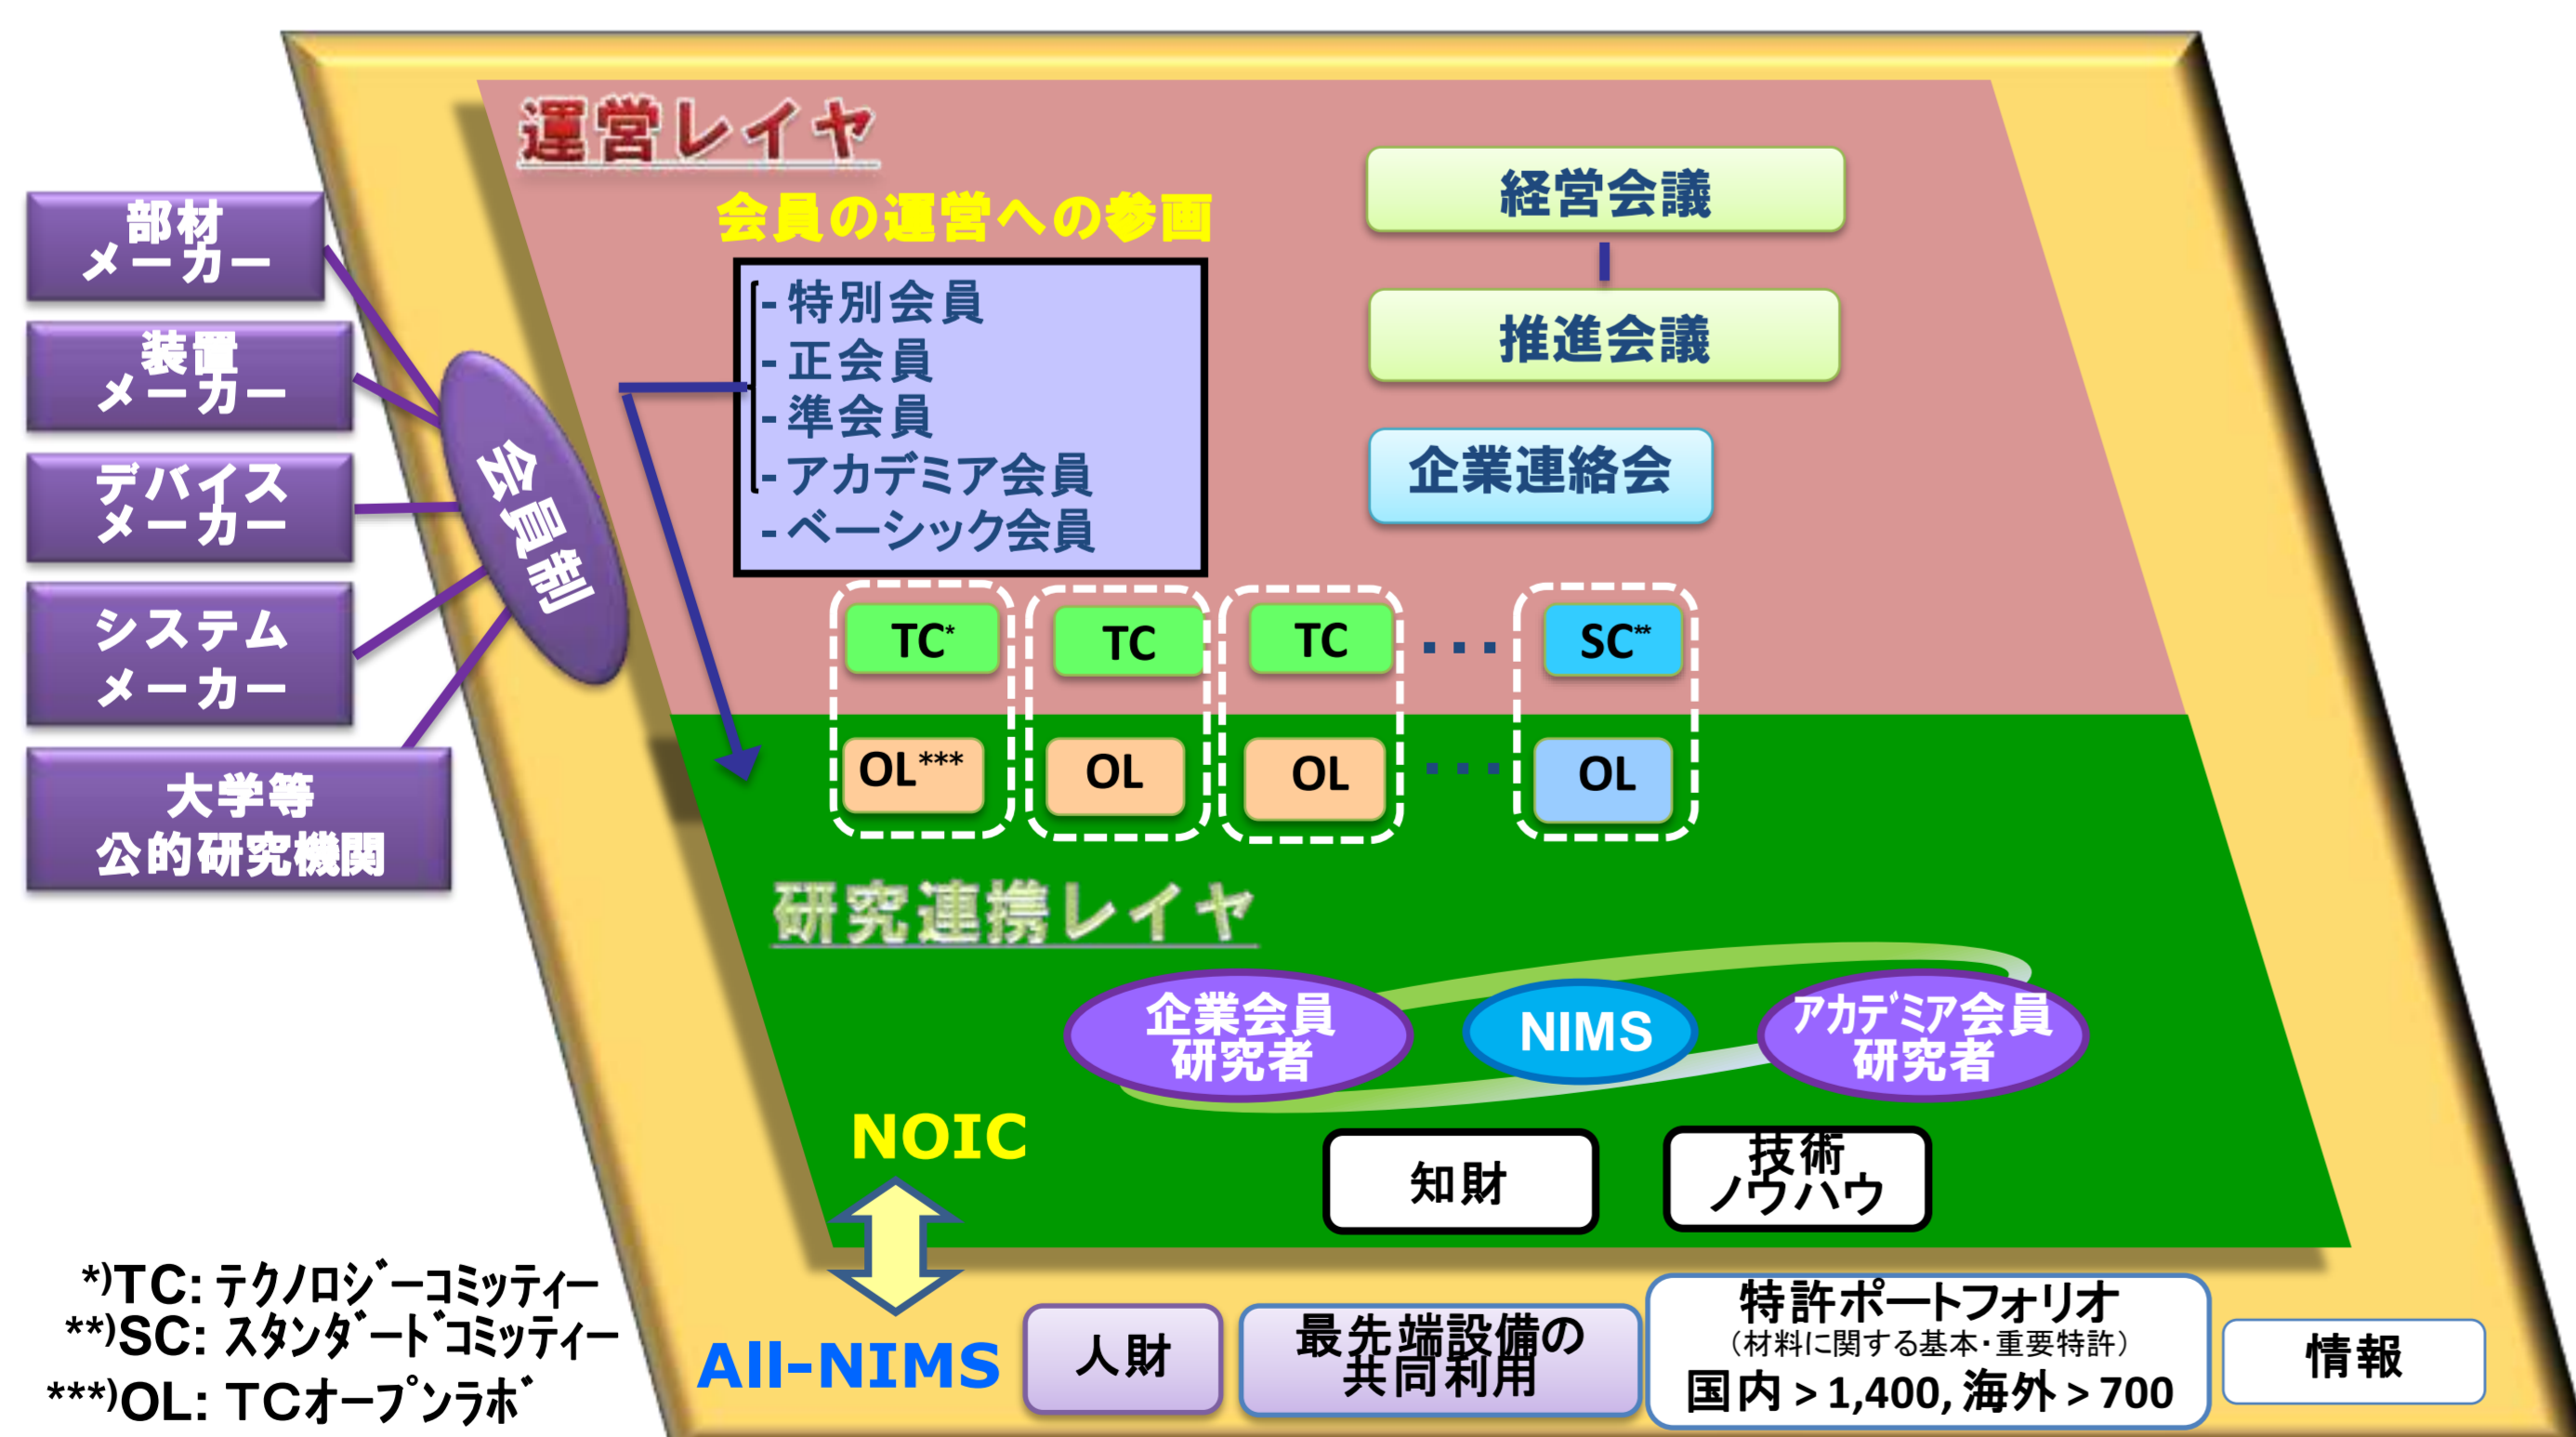 運営レイヤ
会員の運営への参画
- 特別会員
- 正会員
- 準会員
- アカデミア会員
- ベーシック会員
経営会議
推進会議
企業連絡会
部材
メーカー
装置
メーカー
デバイス
メーカー
システム
メーカー
大学等
公的研究機関
会員制
TC*
TC
TC
・・・
SC**
OL***
OL
OL
・・・
OL
研究連携レイヤ
企業会員
研究者
NIMS
ｱｶﾃﾞﾐｱ会員
研究者
NOIC
知財
技術
ノウハウ
All-NIMS
人財
最先端設備の
共同利用
特許ポートフォリオ
（材料に関する基本・重要特許）
国内 > 1,400, 海外 > 700
情報
*)TC: ﾃｸﾉﾛｼﾞｰｺﾐｯﾃｨｰ
**)SC: ｽﾀﾝﾀﾞｰﾄﾞｺﾐｯﾃｨｰ
***)OL: ＴＣｵｰﾌﾟﾝﾗﾎﾞ